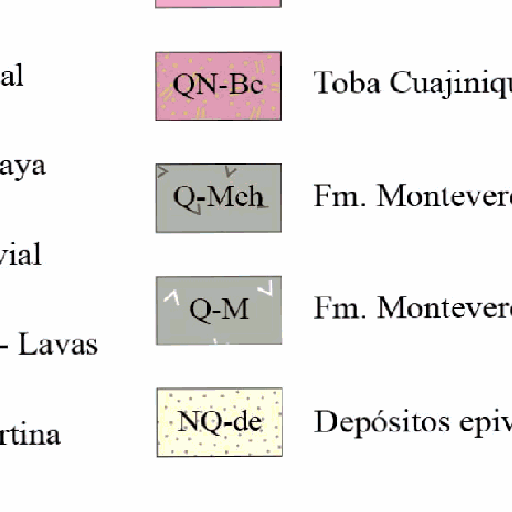 al
QN-Bc Toba Cuajiniqu
aya
Q-Mch Fm. Montever
vial
Q-M Fm. Montever
- Lavas
NQ-de Depósitos epiv
rtina